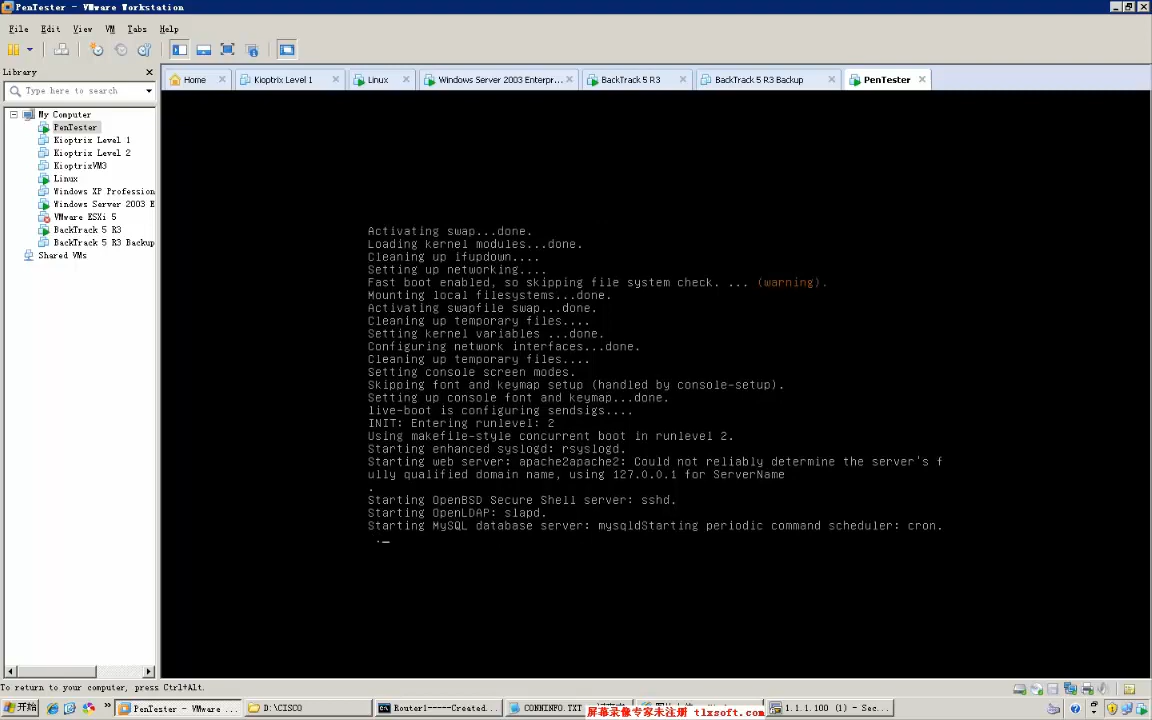 PenTester - VMware Workstation
File Edit View VM Tabs Help
Library
Type here to search
Home
Kioptrix Level 1
Linux
Windows Server 2003 Enterpr...
BackTrack 5 R3
BackTrack 5 R3 Backup
PenTester
My Computer
PenTester
Kioptrix Level 1
Kioptrix Level 2
KioptrixVM3
Linux
Windows XP Profession
Windows Server 2003 E
VMware ESXi 5
BackTrack 5 R3
BackTrack 5 R3 Backup
Shared VMs
Activating swap...done.
Loading kernel modules...done.
Cleaning up ifupdown....
Setting up networking....
Fast boot enabled, so skipping file system check. ... (warning).
Mounting local filesystems...done.
Activating swapfile swap...done.
Cleaning up temporary files....
Setting kernel variables ...done.
Configuring network interfaces...done.
Cleaning up temporary files....
Setting console screen modes.
Skipping font and keymap setup (handled by console-setup).
Setting up console font and keymap...done.
live-boot is configuring sendsigs....
INIT: Entering runlevel: 2
Using makefile-style concurrent boot in runlevel 2.
Starting enhanced syslogd: rsyslogd.
Starting web server: apache2apache2: Could not reliably determine the server's f
ully qualified domain name, using 127.0.0.1 for ServerName
.
Starting OpenBSD Secure Shell server: sshd.
Starting OpenLDAP: slapd.
Starting MySQL database server: mysqldStarting periodic command scheduler: cron.
._
To return to your computer, press Ctrl+Alt.
开始
PenTester - VMware ...
D:\CISCO
Router1-----Created...
CONNINFO.TXT
1.1.1.100 (1) - Sec...
屏幕录像专家未注册 tlxsoft.com